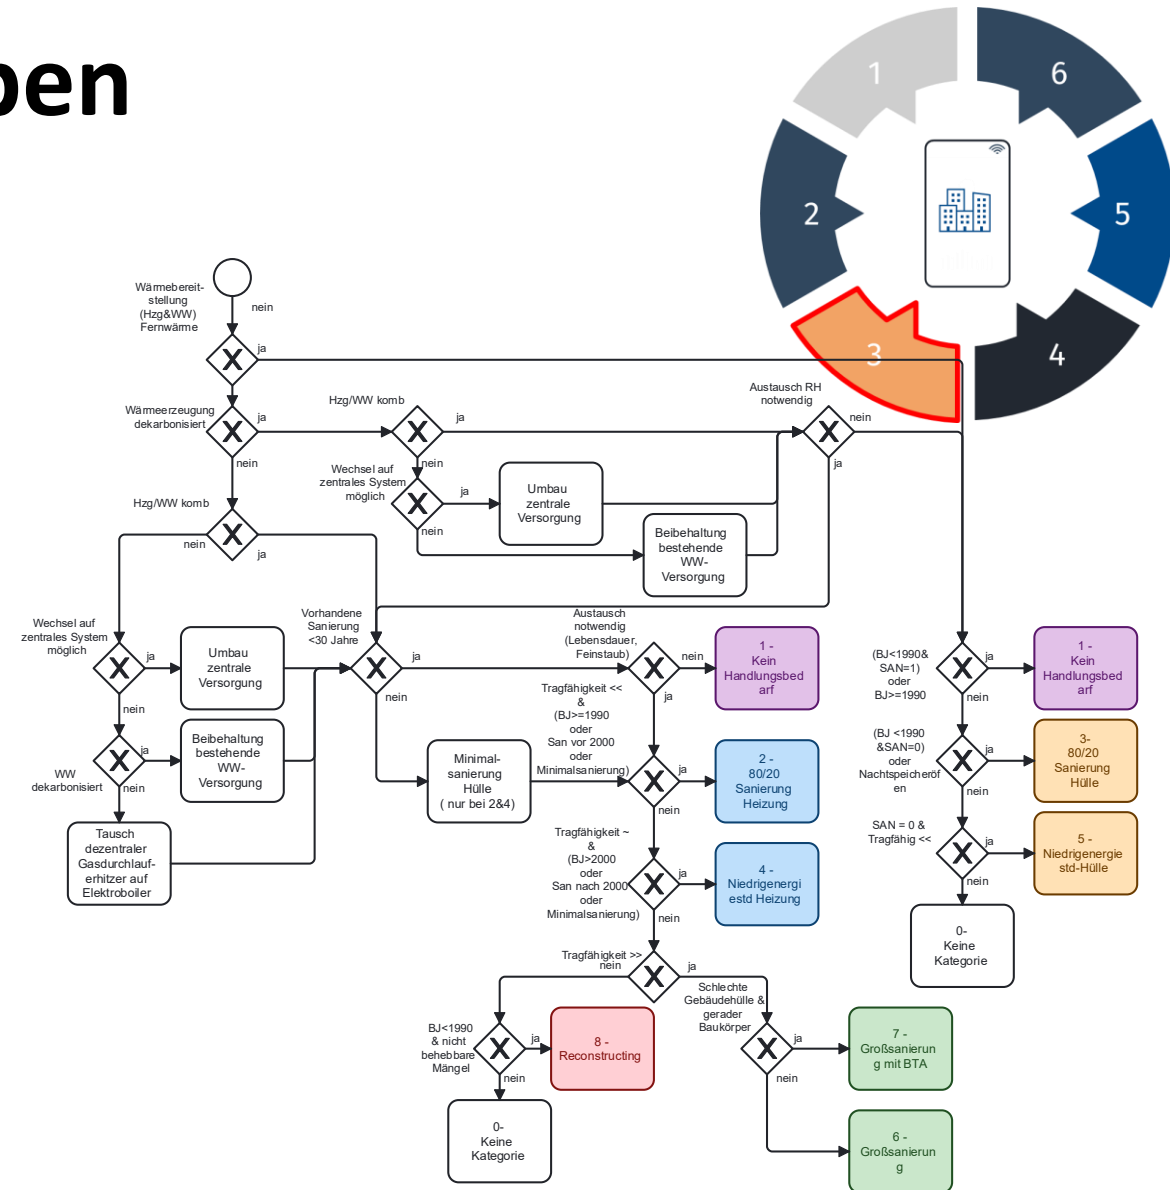 ben
1
6
2
5
3
4
Wärmebereit-
stellung
(Hzg&WW)
Fernwärme
nein
ja
Wärmeerzeugung
dekarbonisiert
ja
nein
Hzg/WW komb
ja
nein
Austausch RH
notwendig
nein
ja
Wechsel auf
zentrales System
möglich
ja
nein
Umbau
zentrale
Versorgung
Beibehaltung
bestehende
WW-
Versorgung
Hzg/WW komb
nein
ja
Wechsel auf
zentrales System
möglich
ja
nein
Umbau
zentrale
Versorgung
WW
dekarbonisiert
ja
nein
Beibehaltung
bestehende
WW-
Versorgung
Tausch
dezentraler
Gasdurchlauf-
erhitzer auf
Elektroboiler
Vorhandene
Sanierung
<30 Jahre
ja
nein
Minimal-
sanierung
Hülle
( nur bei 2&4)
Austausch
notwendig
(Lebensdauer,
Feinstaub)
nein
ja
1 -
Kein
Handlungsbed
arf
Tragfähigkeit <<
&
(BJ>=1990
oder
San vor 2000
oder
Minimalsanierung)
ja
nein
2 -
80/20
Sanierung
Heizung
Tragfähigkeit ~
&
(BJ>2000
oder
San nach 2000
oder
Minimalsanierung)
ja
nein
4 -
Niedrigenergi
estd Heizung
Tragfähigkeit >>
nein
ja
BJ<1990
& nicht
behebbare
Mängel
ja
nein
8 -
Reconstructing
0-
Keine
Kategorie
Schlechte
Gebäudehülle &
gerader
Baukörper
ja
nein
7 -
Großsanierun
g mit BTA
6 -
Großsanierun
g
(BJ<1990&
SAN=1)
oder
BJ>=1990
ja
nein
1 -
Kein
Handlungsbed
arf
(BJ <1990
&SAN=0)
oder
Nachtspeicheröf
en
ja
nein
3-
80/20
Sanierung
Hülle
SAN = 0 &
Tragfähig <<
ja
nein
5 -
Niedrigenergie
std-Hülle
0-
Keine
Kategorie